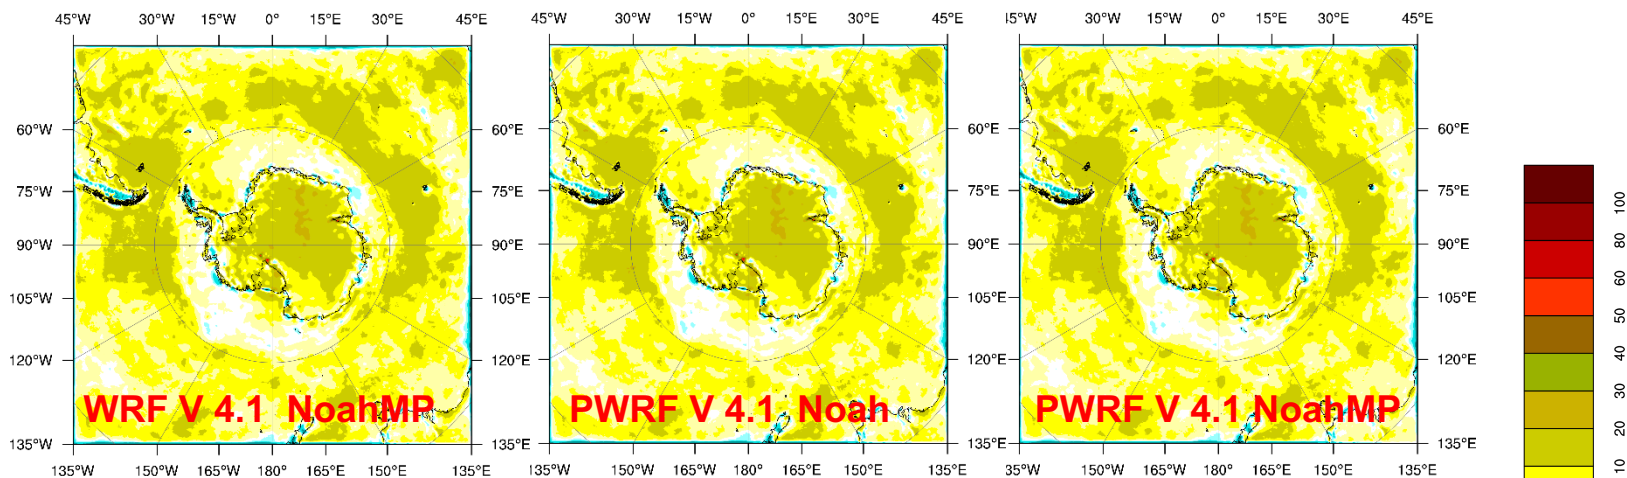 45°W 30°W 15°W 0° 15°E 30°E 45°E 45°W 30°W 15°W 0° 15°E 30°E 45°E 15°W 30°W 15°W 0° 15°E 30°E 45°E
60°W 60°E 60°E 60°E
75°W 75°E 75°E 75°E
90°W 90°E 90°E 90°E
105°W 105°E 105°E 105°E
120°W 120°E 120°E 120°E
WRF V 4.1 NoahMP PWRF V 4.1 Noah PWRF V 4.1 NoahMP
135°W 135°E 135°E 135°E
135°W 150°W 165°W 180° 165°E 150°E 135°E 135°W 150°W 165°W 180° 165°E 150°E 135°E 35°W 150°W 165°W 180° 165°E 150°E 135°E
100
80
60
50
40
30
20
10